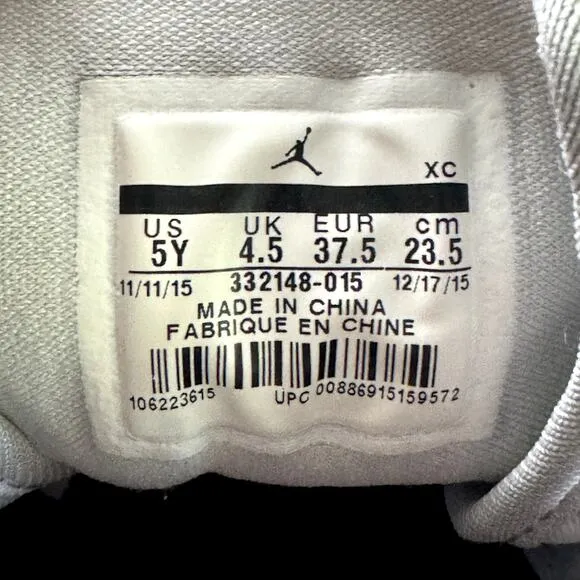 XC
US UK EUR cm
5Y 4.5 37.5 23.5
11/11/15 332148-015 12/17/15
MADE IN CHINA
FABRIQUE EN CHINE
106223615 UPC 00886915159572